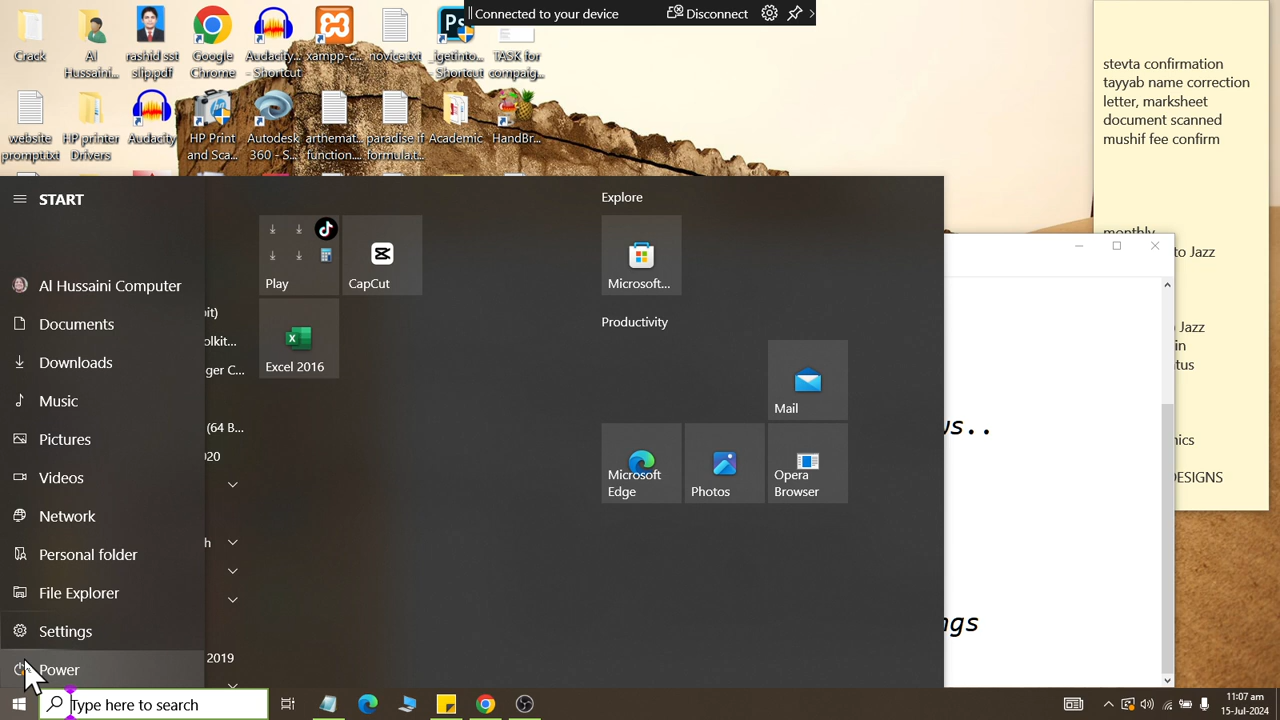 Connected to your device
Disconnect
Crack
Al
Hussaini...
rashid sst
slip.pdf
Google
Chrome
Audacity...
- Shortcut
xampp-c...
novice.txt
_igetinto...
- Shortcut
TASK for
compaig...
website
prompt.txt
HP printer
Drivers
Audacity
HP Print
and Sca...
Autodesk
360 - S...
arthemat...
function....
paradise if
formula.t...
Academic
HandBr...
stevta confirmation
tayyab name correction
letter, marksheet
document scanned
mushif fee confirm
monthly
to Jazz
Jazz
in
tus
nics
DESIGNS
START
Al Hussaini Computer
Documents
Downloads
Music
Pictures
Videos
Network
Personal folder
File Explorer
Settings
Power
bit)
olkit...
ger C...
(64 B...
020
h
2019
Play
CapCut
Excel 2016
Explore
Microsoft...
Productivity
Mail
Microsoft
Edge
Photos
Opera
Browser
ws..
ngs
Type here to search
11:07 am
15-Jul-2024